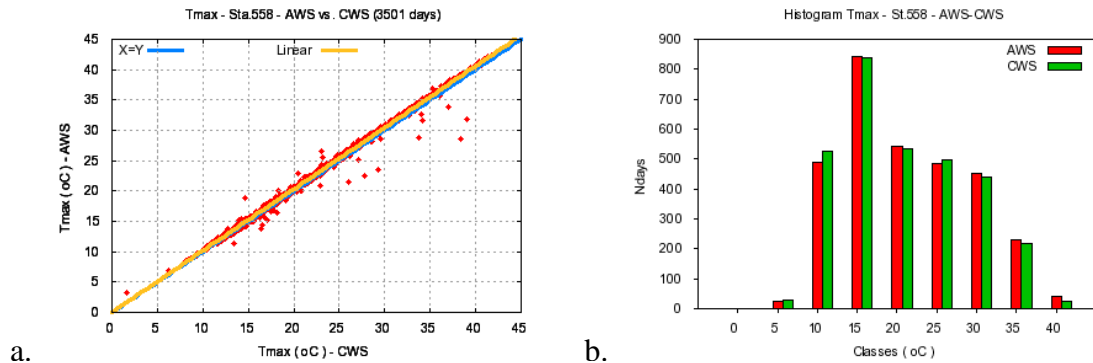 Tmax - Sta.558 - AWS vs. CWS (3501 days)
X=Y
Linear
45
40
35
30
25
20
15
10
5
0
Tmax ( oC ) - AWS
0 5 10 15 20 25 30 35 40 45
Tmax ( oC ) - CWS
a.
Histogram Tmax - St.558 - AWS-CWS
AWS
CWS
900
800
700
600
500
400
300
200
100
0
Ndays
0 5 10 15 20 25 30 35 40
Classes ( oC )
b.